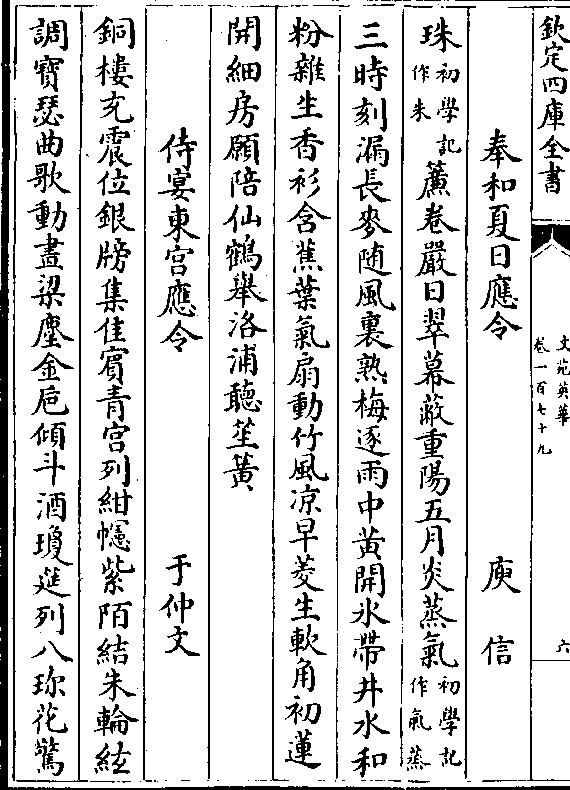 欽定四庫全書
文苑英華
卷一百七十九
六
奉和夏日應令 庾信
珠初學記作朱簾卷嚴日翠幕蔽重陽五月炎蒸氣初學記作氣蒸
三時刻漏長麥随風裏熟梅逐雨中黄開氷帶井水和
粉雜生香衫含蕉葉氣扇動竹風凉早菱生軟角初蓮
開細房願陪仙鶴舉洛浦聽笙簧
侍宴東宫應令 于仲文
銅樓充震位銀牓集佳賓青宫列紺幰紫陌結朱輪絃
調寶瑟曲歌動畫梁塵金巵傾斗酒瓊筵列八珎花驚